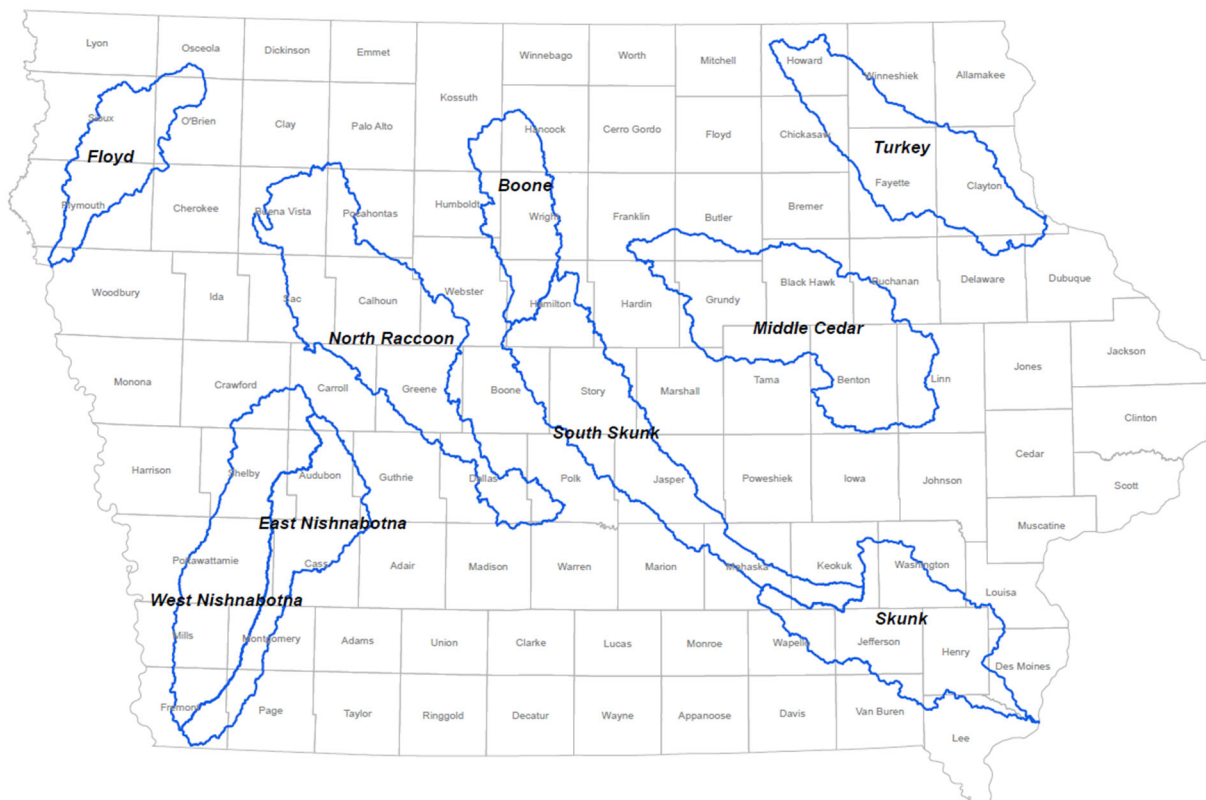 Lyon
Osceola
Dickinson
Emmet
Winnebago
Worth
Mitchell
Howard
Winneshiek
Allamakee
Kossuth
Sioux
O'Brien
Clay
Palo Alto
Hancock
Cerro Gordo
Floyd
Chickasaw
Turkey
Floyd
Boone
Fayette
Clayton
Plymouth
Cherokee
Buena Vista
Pocahontas
Humboldt
Wright
Franklin
Butler
Bremer
Woodbury
Ida
Sac
Calhoun
Webster
Hamilton
Hardin
Grundy
Black Hawk
Buchanan
Delaware
Dubuque
North Raccoon
Middle Cedar
Jackson
Monona
Crawford
Carroll
Greene
Boone
Story
Marshall
Tama
Benton
Linn
Jones
Clinton
South Skunk
Harrison
Shelby
Audubon
Guthrie
Dallas
Polk
Jasper
Poweshiek
Iowa
Johnson
Cedar
Scott
East Nishnabotna
Muscatine
Pottawattamie
Cass
Adair
Madison
Warren
Marion
Mahaska
Keokuk
Washington
Louisa
West Nishnabotna
Skunk
Mills
Montgomery
Adams
Union
Clarke
Lucas
Monroe
Wapello
Jefferson
Henry
Des Moines
Fremont
Page
Taylor
Ringgold
Decatur
Wayne
Appanoose
Davis
Van Buren
Lee